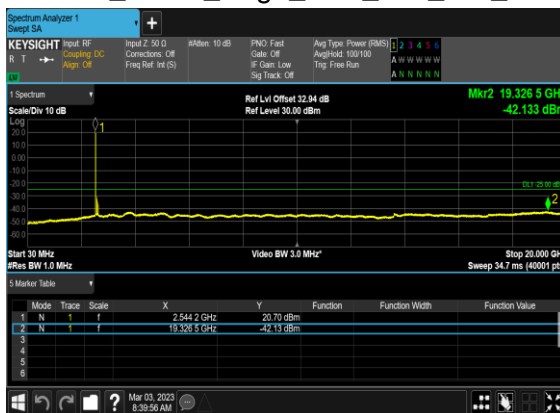 Spectrum Analyzer 1
Swept SA
+
KEYSIGHT Input: RF Input Z: 50 Ω #Atten: 10 dB PNO: Fast Avg Type: Power (RMS) 1 2 3 4 5 6
R T Coupling: DC Corrections: Off Gate: Off Avg|Hold: 100/100 A W W W W W
Align: Off Freq Ref: Int (S) IF Gain: Low Trig: Free Run A N N N N N
Sig Track: Off
1 Spectrum Ref Lvl Offset 32.94 dB Mkr2 19.326 5 GH
Scale/Div 10 dB Ref Level 30.00 dBm -42.133 dBr
Log
1
20.0
10.0
0.00
-10.0
-20.0
DL1 -25.00 dB
-30.0
2
-40.0
-50.0
-60.0
Start 30 MHz Video BW 3.0 MHz* Stop 20.000 GH
#Res BW 1.0 MHz Sweep 34.7 ms (40001 pt
5 Marker Table
Mode Trace Scale X Y Function Function Width Function Value
1 N 1 f 2.544 2 GHz 20.70 dBm
2 N 1 f 19.326 5 GHz -42.13 dBm
3
4
5
6
? Mar 03, 2023
8:39:56 AM